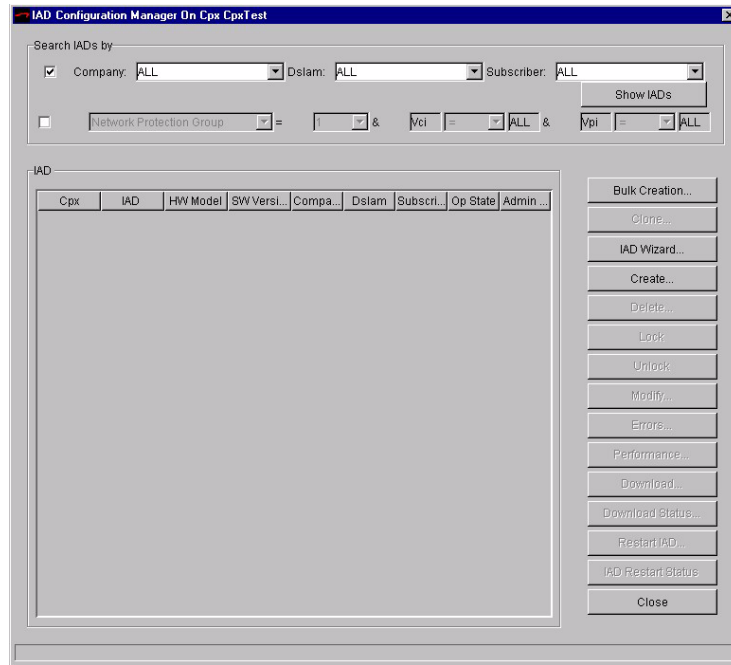 IAD Configuration Manager On Cpx CpxTest
Search IADs by
Company: ALL Dslam: ALL Subscriber: ALL
Show IADs
Network Protection Group = 1 & Vci = ALL & Vpi = ALL
IAD
Cpx IAD HW Model SW Versi... Compa... Dslam Subscri... Op State Admin ...
Bulk Creation...
Clone...
IAD Wizard...
Create...
Delete...
Lock
Unlock
Modify...
Errors...
Performance...
Download...
Download Status...
Restart IAD...
IAD Restart Status
Close